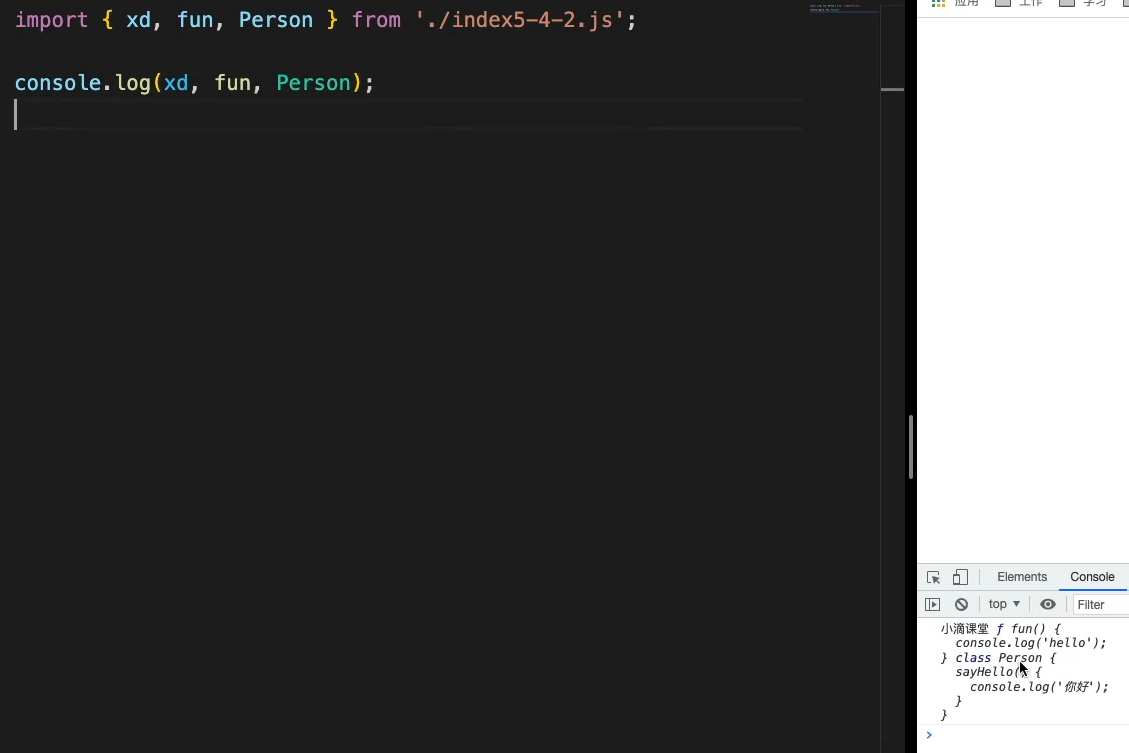 import { xd, fun, Person } from './index5-4-2.js';
console.log(xd, fun, Person);
应用 工作 学习
Elements Console
top ▼ Filter
小滴课堂 ƒ fun() {
console.log('hello');
} class Person {
sayHello() {
console.log('你好');
}
}
>